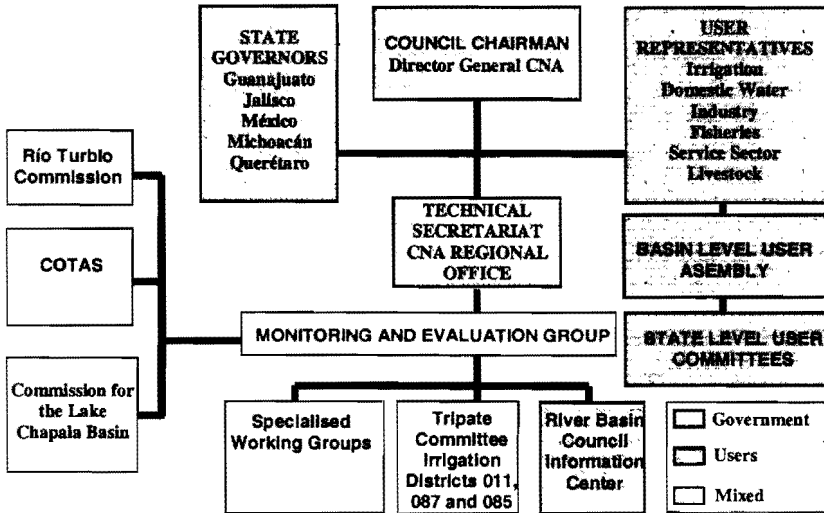 STATE
GOVERNORS
Guanajuato
Jalisco
México
Michoacán
Querétaro
COUNCIL CHAIRMAN
Director General CNA
USER
REPRESENTATIVES
Irrigation
Domestic Water
Industry
Fisheries
Service Sector
Livestock
Río Turbio
Commission
COTAS
Commission for
the Lake
Chapala Basin
TECHNICAL
SECRETARIAT
CNA REGIONAL
OFFICE
BASIN LEVEL USER
ASEMBLY
STATE LEVEL USER
COMMITTEES
MONITORING AND EVALUATION GROUP
Specialised
Working Groups
Tripate
Committee
Irrigation
Districts 011,
087 and 085
River Basin
Council
Information
Center
Government
Users
Mixed